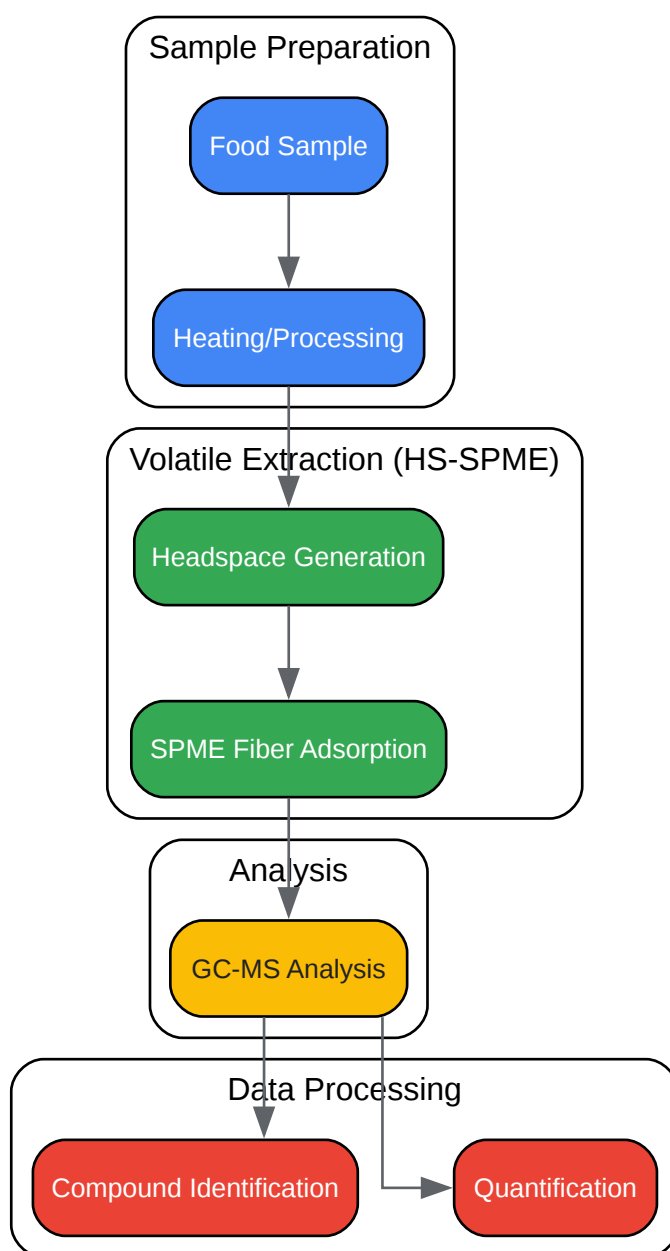 Sample Preparation
Food Sample
Heating/Processing
Volatile Extraction (HS-SPME)
Headspace Generation
SPME Fiber Adsorption
Analysis
GC-MS Analysis
Data Processing
Compound Identification
Quantification